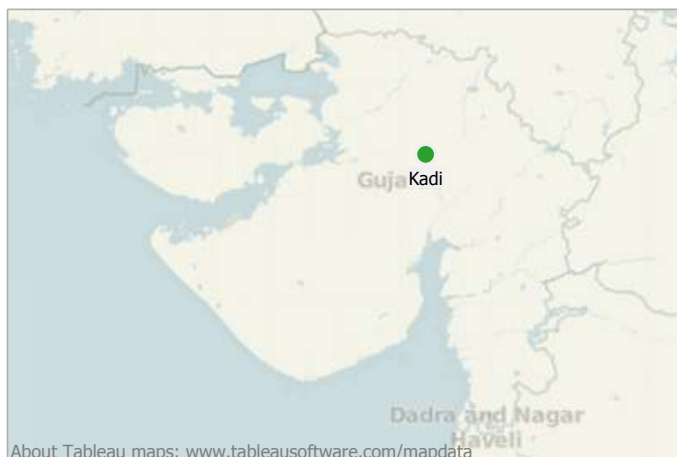 Guja
Kadi
Dadra and Nagar
Haveli
About Tableau maps: www.tableausoftware.com/mapdata